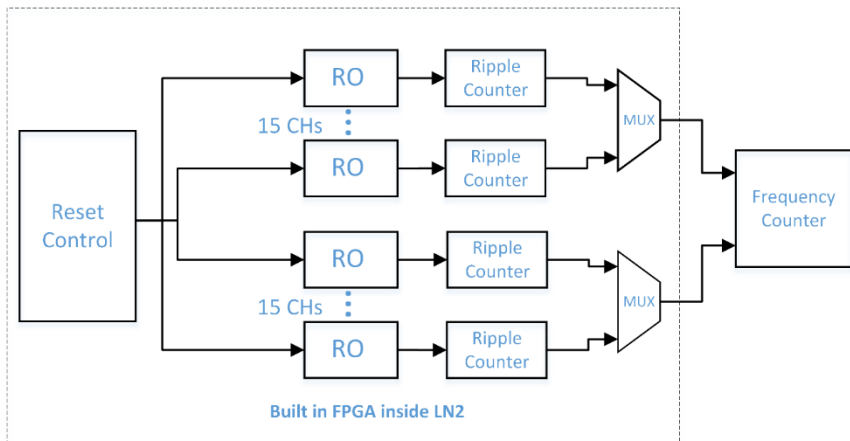 Reset
Control
RO
Ripple
Counter
15 CHs
RO
Ripple
Counter
MUX
RO
Ripple
Counter
15 CHs
RO
Ripple
Counter
MUX
Frequency
Counter
Built in FPGA inside LN2